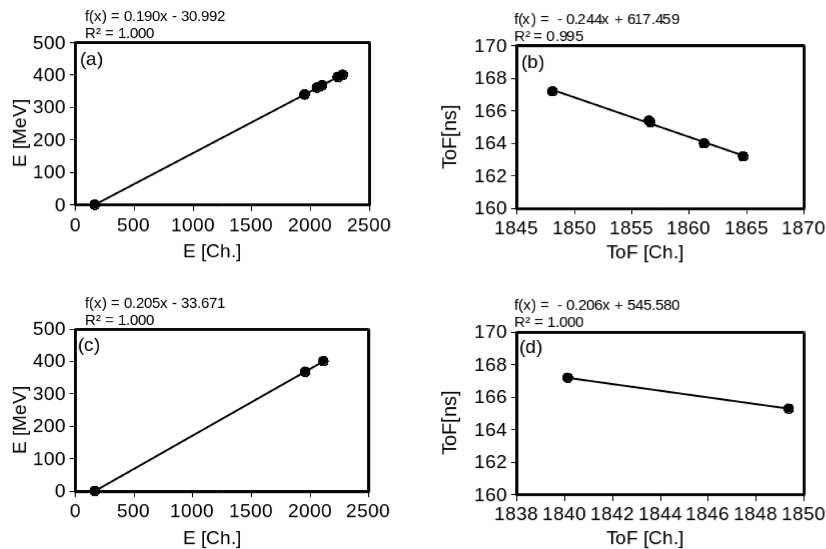 f(x) = 0.190x - 30.992
R² = 1.000
(a)
500
400
300
200
100
0
E [MeV]
0 500 1000 1500 2000 2500
E [Ch.]
f(x) = - 0.244x + 617.459
R² = 0.995
(b)
170
168
166
164
162
160
ToF[ns]
1845 1850 1855 1860 1865 1870
ToF [Ch.]
f(x) = 0.205x - 33.671
R² = 1.000
(c)
500
400
300
200
100
0
E [MeV]
0 500 1000 1500 2000 2500
E [Ch.]
f(x) = - 0.206x + 545.580
R² = 1.000
(d)
170
168
166
164
162
160
ToF[ns]
1838 1840 1842 1844 1846 1848 1850
ToF [Ch.]